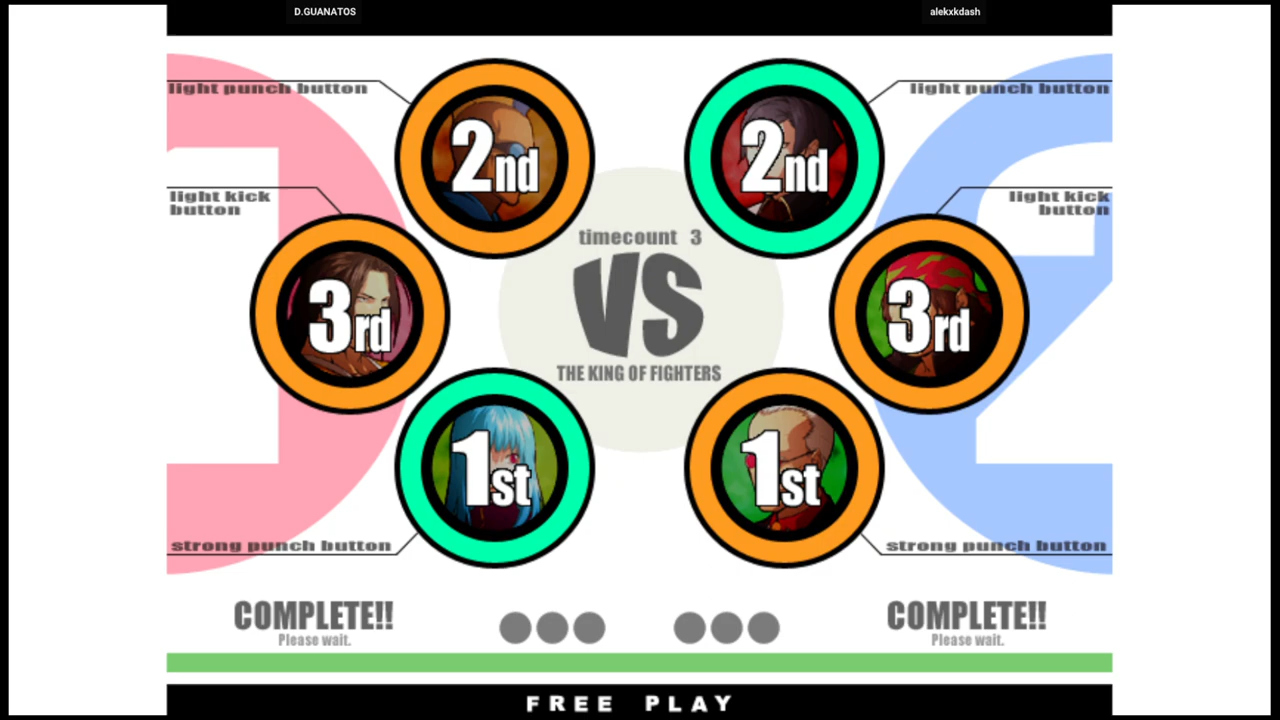 D.GUANATOS
alekxkdash
light punch button
light punch button
2nd
2nd
light kick
button
light kick
button
timecount 3
VS
THE KING OF FIGHTERS
3rd
3rd
1st
1st
strong punch button
strong punch button
COMPLETE!!
Please wait.
COMPLETE!!
Please wait.
FREE PLAY